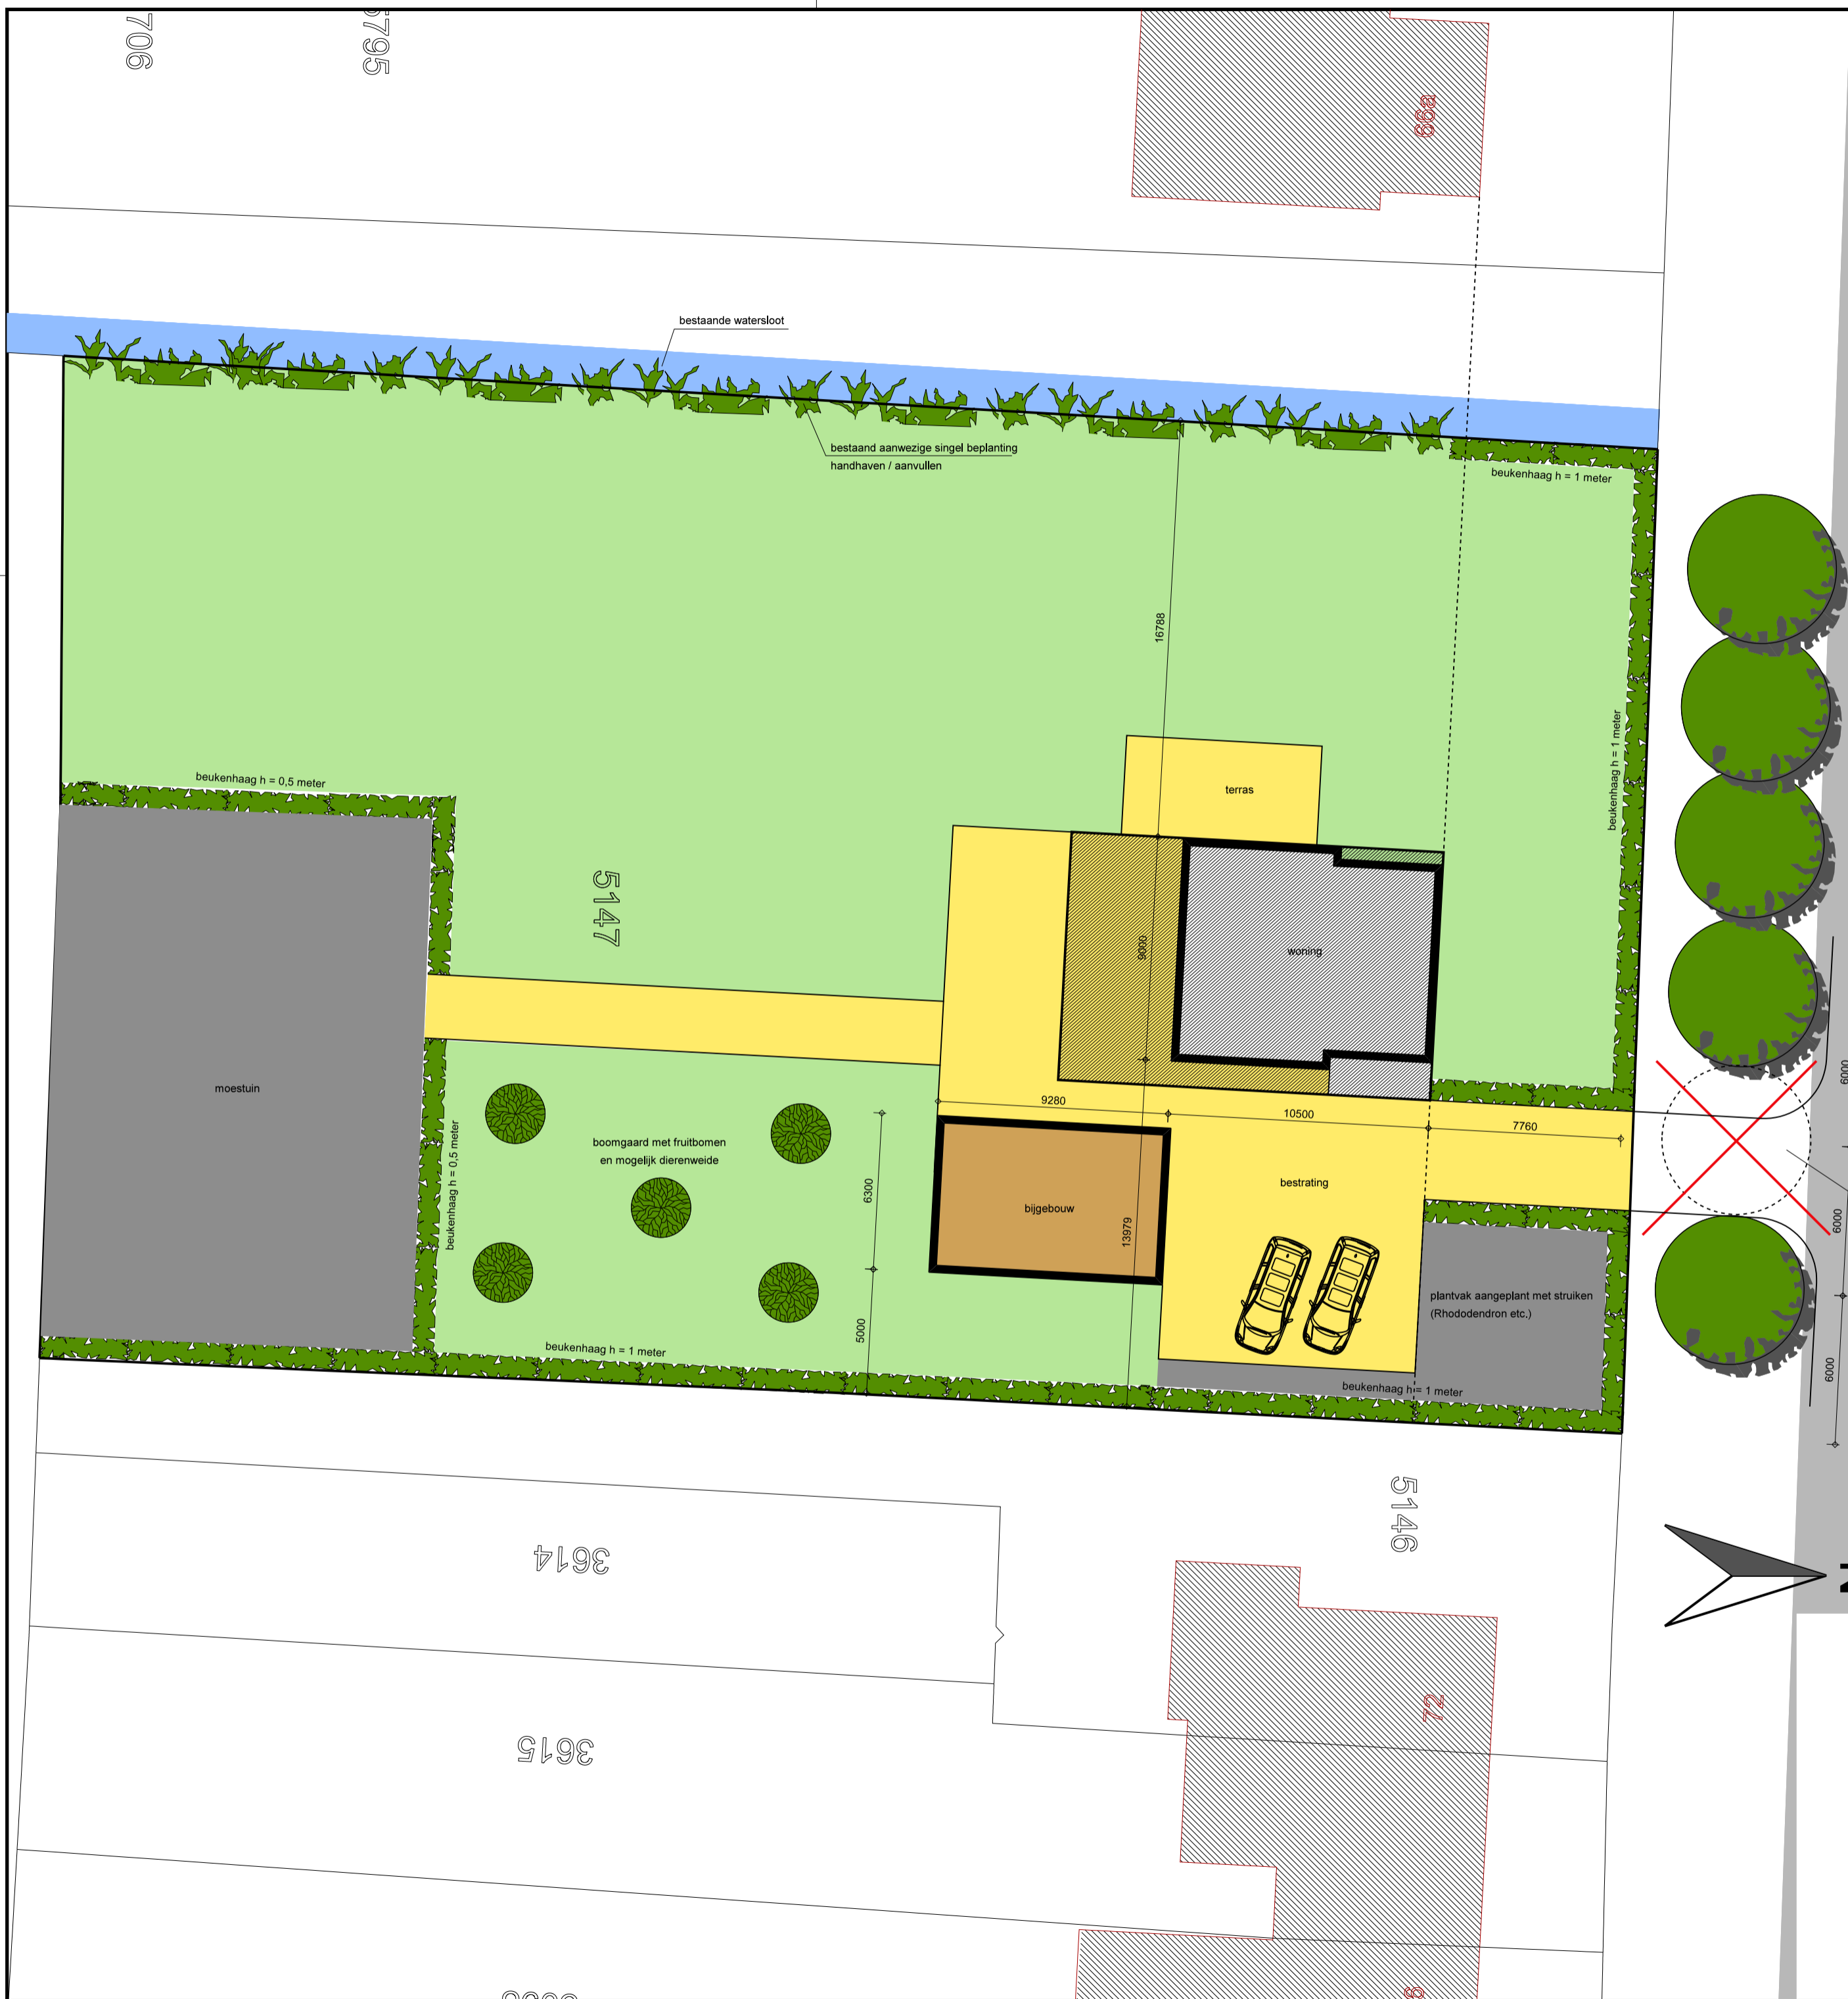 706
5795
66a
bestaande watersloot
bestaand aanwezige singel beplanting
handhaven / aanvullen
beukenhaag h = 1 meter
16788
beukenhaag h = 1 meter
beukenhaag h = 0,5 meter
terras
5147
9000
woning
moestuin
9280
10500
7760
6000
beukenhaag h = 0,5 meter
boomgaard met fruitbomen
en mogelijk dierenweide
6300
bijgebouw
13979
bestrating
6000
plantvak aangeplant met struiken
(Rhododendron etc.)
5000
beukenhaag h = 1 meter
beukenhaag h = 1 meter
6000
5146
3614
N
72
3615